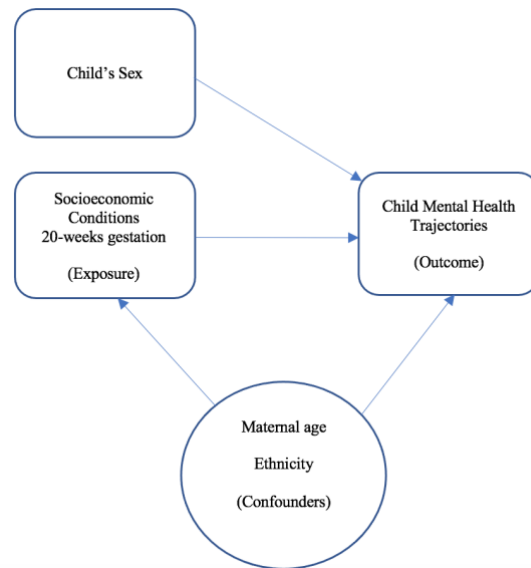 Child’s Sex
Socioeconomic
Conditions
20-weeks gestation
(Exposure)
Child Mental Health
Trajectories
(Outcome)
Maternal age
Ethnicity
(Confounders)